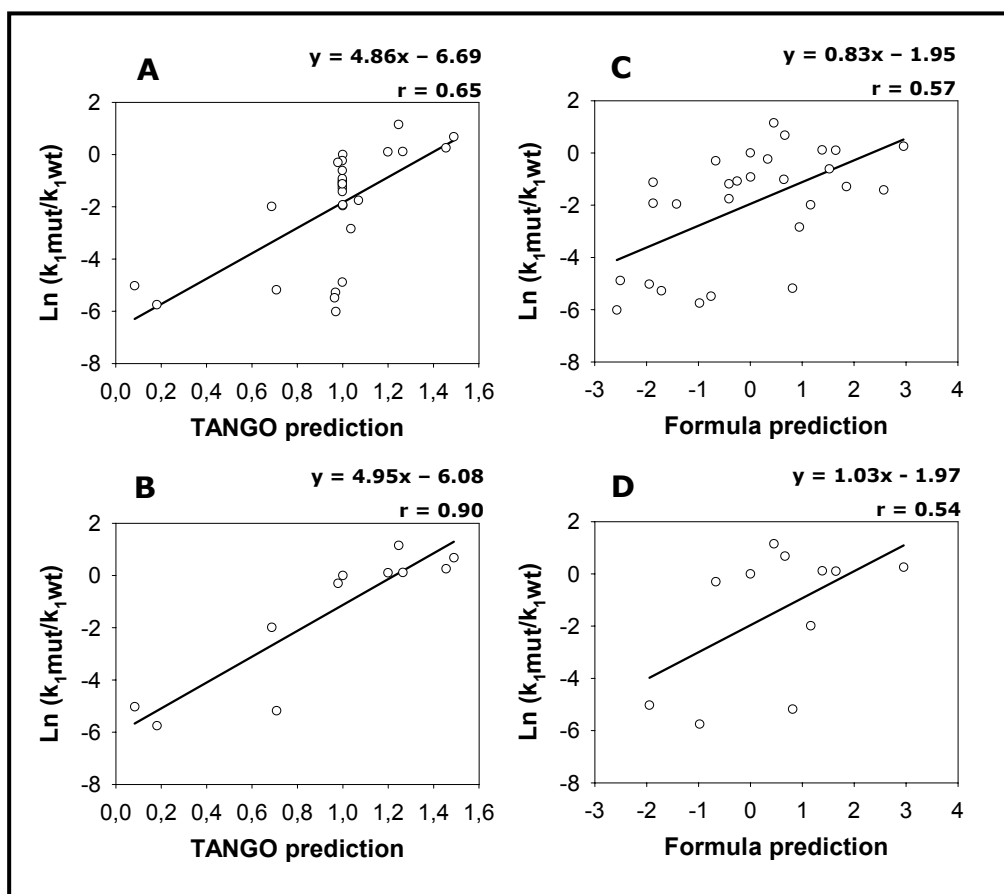 A
y = 4.86x – 6.69
r = 0.65
Ln (k₁mut/k₁wt)
2
0
-2
-4
-6
-8
0,0 0,2 0,4 0,6 0,8 1,0 1,2 1,4 1,6
TANGO prediction
C
y = 0.83x – 1.95
r = 0.57
Ln (k₁mut/k₁wt)
2
0
-2
-4
-6
-8
-3 -2 -1 0 1 2 3 4
Formula prediction
B
y = 4.95x – 6.08
r = 0.90
Ln (k₁mut/k₁wt)
2
0
-2
-4
-6
-8
0,0 0,2 0,4 0,6 0,8 1,0 1,2 1,4 1,6
TANGO prediction
D
y = 1.03x - 1.97
r = 0.54
Ln (k₁mut/k₁wt)
2
0
-2
-4
-6
-8
-3 -2 -1 0 1 2 3 4
Formula prediction